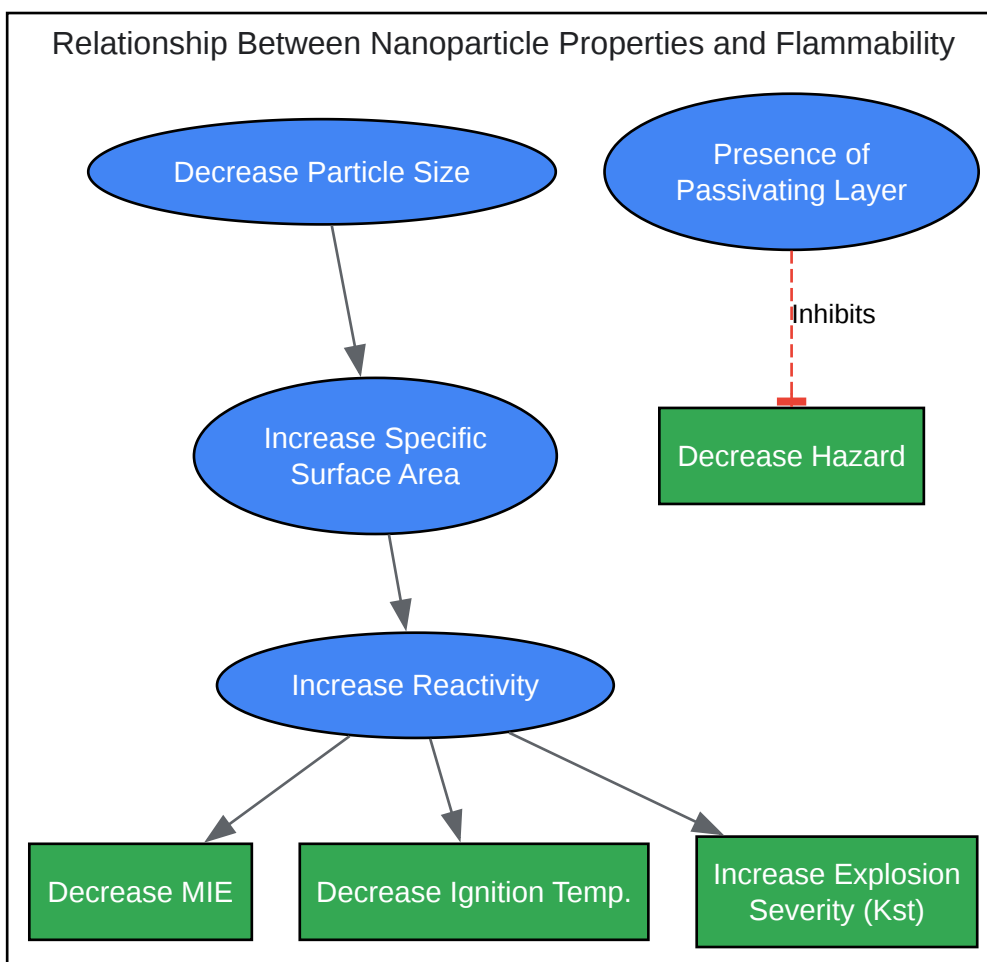 Relationship Between Nanoparticle Properties and Flammability
Decrease Particle Size
Presence of
Passivating Layer
Inhibits
Increase Specific
Surface Area
Decrease Hazard
Increase Reactivity
Decrease MIE
Decrease Ignition Temp.
Increase Explosion
Severity (Kst)